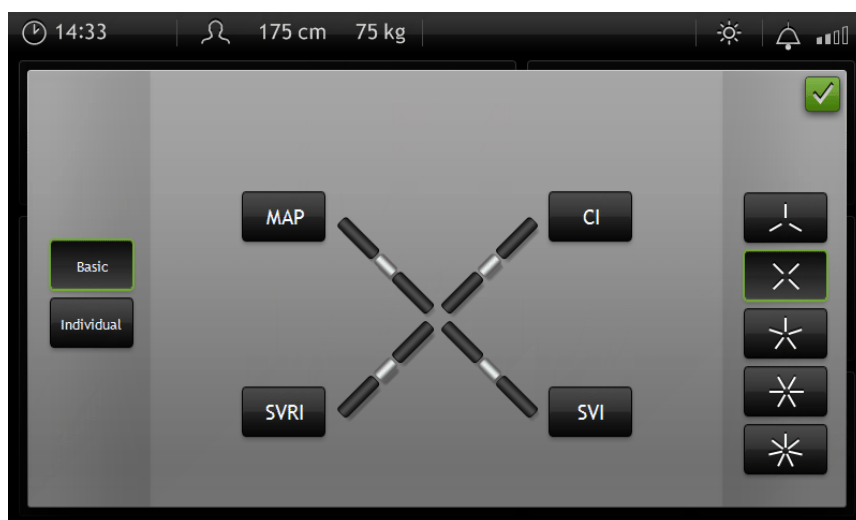 14:33 175 cm 75 kg
MAP CI
Basic
Individual
SVRI SVI